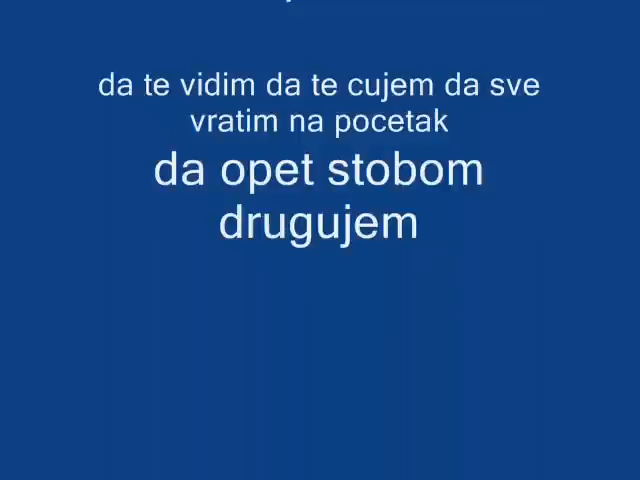 da te vidim da te cujem da sve
vratim na pocetak
da opet stobom
drugujem